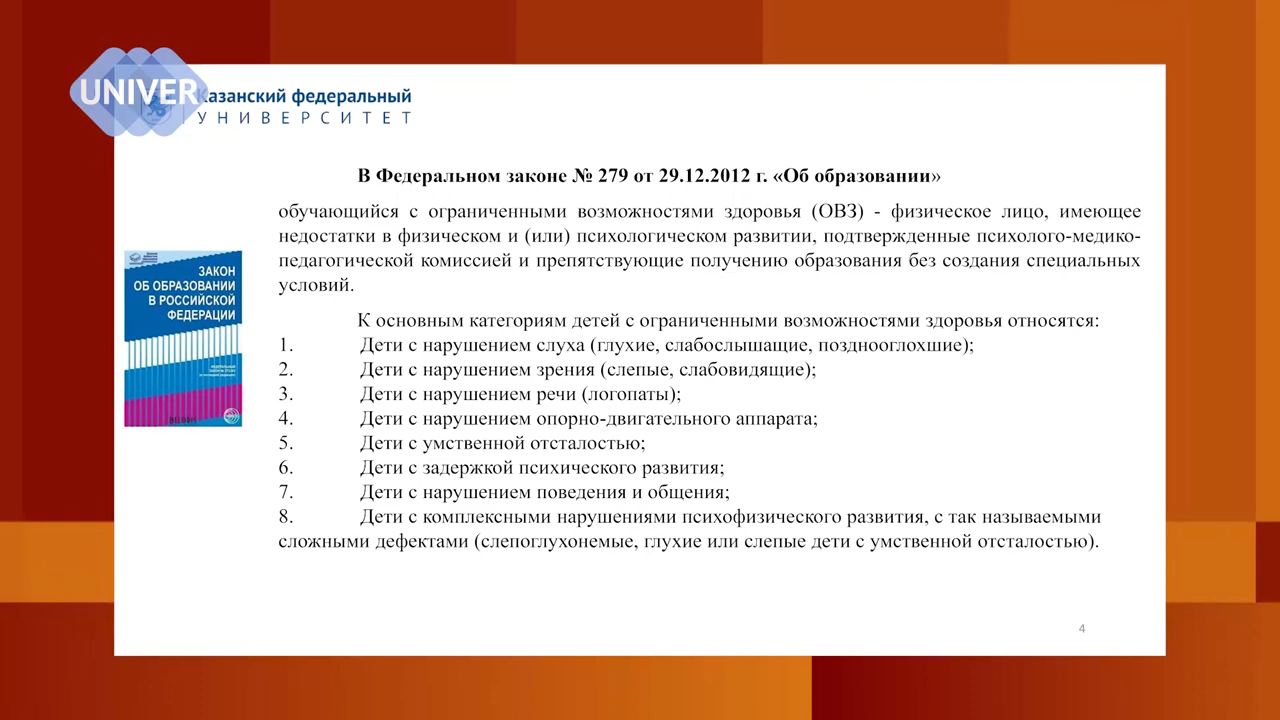 UNIVER
Казанский федеральный
УНИВЕРСИТЕТ
В Федеральном законе № 279 от 29.12.2012 г. «Об образовании»
обучающийся с ограниченными возможностями здоровья (ОВЗ) - физическое лицо, имеющее
недостатки в физическом и (или) психологическом развитии, подтвержденные психолого-медико-
педагогической комиссией и препятствующие получению образования без создания специальных
условий.
ЗАКОН
ОБ ОБРАЗОВАНИИ
В РОССИЙСКОЙ
ФЕДЕРАЦИИ
К основным категориям детей с ограниченными возможностями здоровья относятся:
1. Дети с нарушением слуха (глухие, слабослышащие, позднооглохшие);
2. Дети с нарушением зрения (слепые, слабовидящие);
3. Дети с нарушением речи (логопаты);
4. Дети с нарушением опорно-двигательного аппарата;
5. Дети с умственной отсталостью;
6. Дети с задержкой психического развития;
7. Дети с нарушением поведения и общения;
8. Дети с комплексными нарушениями психофизического развития, с так называемыми
сложными дефектами (слепоглухонемые, глухие или слепые дети с умственной отсталостью).
4